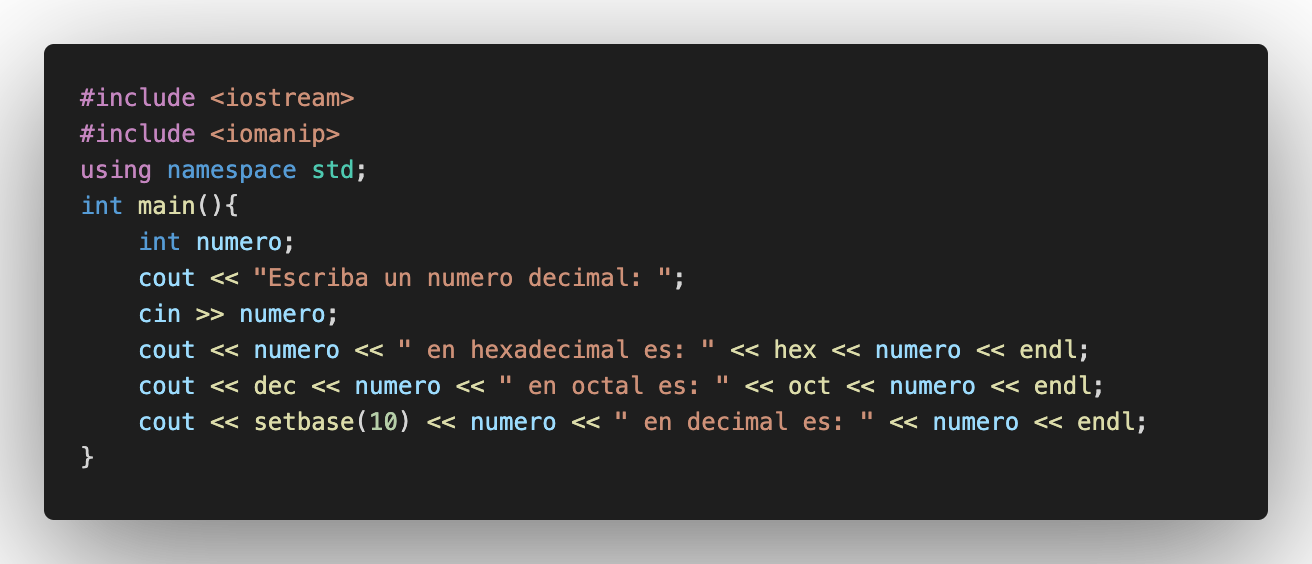 #include <iostream>
#include <iomanip>
using namespace std;
int main(){
    int numero;
    cout << "Escriba un numero decimal: ";
    cin >> numero;
    cout << numero << " en hexadecimal es: " << hex << numero << endl;
    cout << dec << numero << " en octal es: " << oct << numero << endl;
    cout << setbase(10) << numero << " en decimal es: " << numero << endl;
}